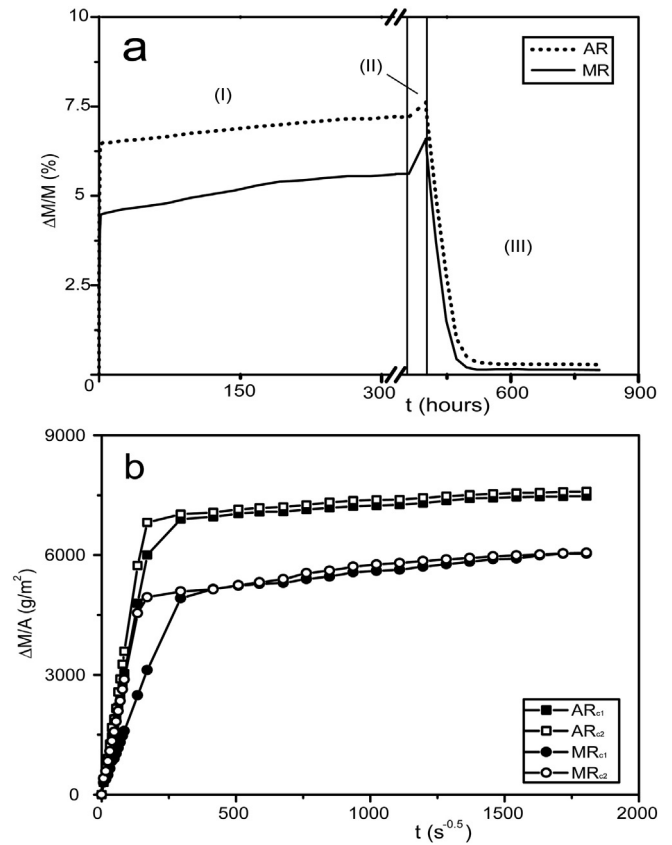 10
a
(II)
AR
MR
(I)
7.5
ΔM/M (%)
5
(III)
2.5
0
0
150
300
t (hours)
600
900
9000
b
6000
ΔM/A (g/m²)
3000
ARc1
ARc2
MRc1
MRc2
0
0
500
1000
t (s⁻⁰·⁵)
1500
2000